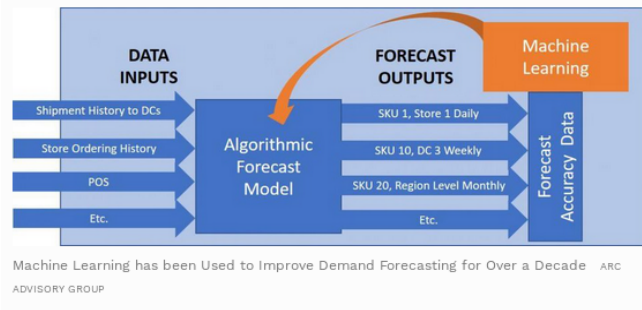 DATA
INPUTS
FORECAST
OUTPUTS
Machine
Learning
Shipment History to DCs
Store Ordering History
POS
Etc.
Algorithmic
Forecast
Model
SKU 1, Store 1 Daily
SKU 10, DC 3 Weekly
SKU 20, Region Level Monthly
Etc.
Forecast
Accuracy Data
Machine Learning has been Used to Improve Demand Forecasting for Over a Decade ARC
ADVISORY GROUP